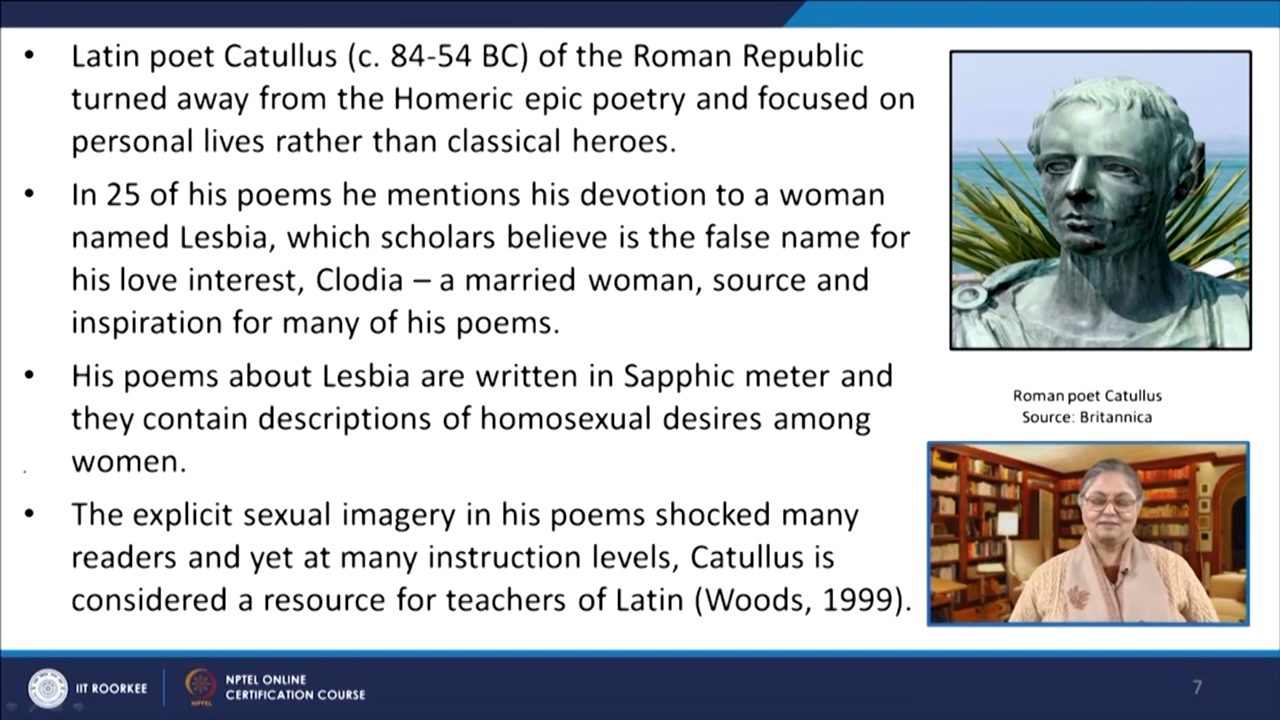 • Latin poet Catullus (c. 84-54 BC) of the Roman Republic
turned away from the Homeric epic poetry and focused on
personal lives rather than classical heroes.
• In 25 of his poems he mentions his devotion to a woman
named Lesbia, which scholars believe is the false name for
his love interest, Clodia – a married woman, source and
inspiration for many of his poems.
• His poems about Lesbia are written in Sapphic meter and
they contain descriptions of homosexual desires among
women.
• The explicit sexual imagery in his poems shocked many
readers and yet at many instruction levels, Catullus is
considered a resource for teachers of Latin (Woods, 1999).
Roman poet Catullus
Source: Britannica
IIT ROORKEE
NPTEL
NPTEL ONLINE
CERTIFICATION COURSE
7